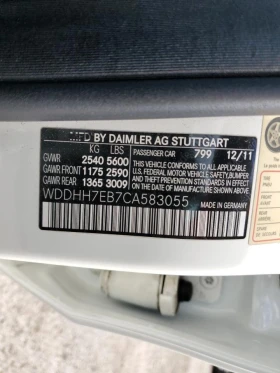 MFD BY DAIMLER AG STUTTGART
KG LBS PASSENGER CAR 799 12/11
GVWR 2540 5600
GAWR FRONT 1175 2590
GAWR REAR 1365 3009
THIS VEHICLE CONFORMS TO ALL APPLICABLE
U.S. FEDERAL MOTOR VEHICLE SAFETY
BUMPER, AND THEFT PREVENTION STANDARDS
IN EFFECT ON THE DATE OF MANUFACTURE
SHOWN ABOVE
WDDHH7EB7CA583055
MADE IN GERMANY